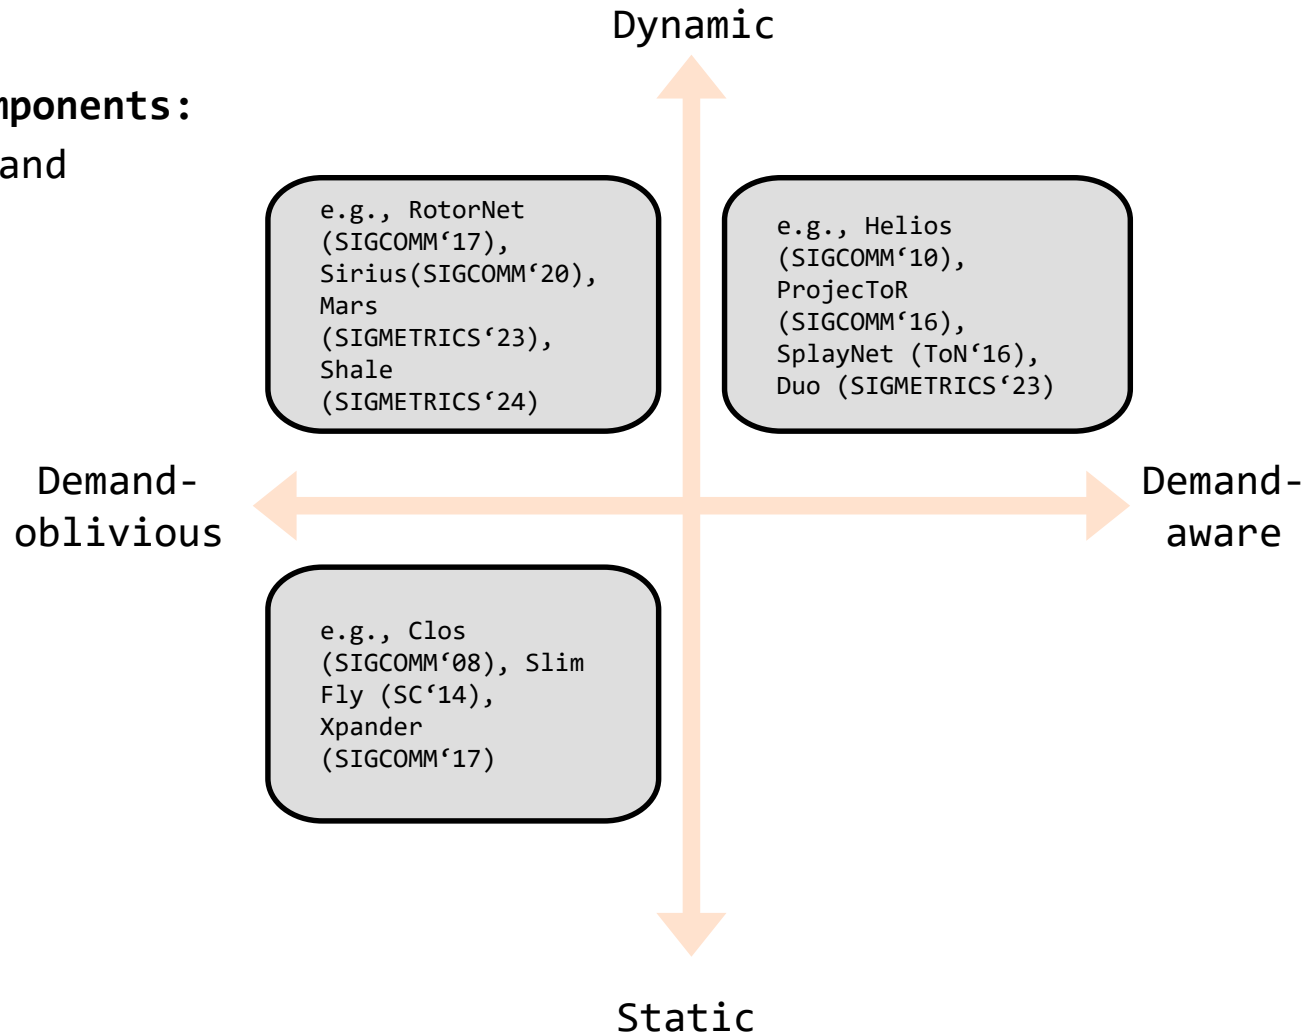 Dynamic
mponents:
and
e.g., RotorNet
(SIGCOMM‘17),
Sirius(SIGCOMM‘20),
Mars
(SIGMETRICS‘23),
Shale
(SIGMETRICS‘24)
e.g., Helios
(SIGCOMM‘10),
ProjecToR
(SIGCOMM‘16),
SplayNet (ToN‘16),
Duo (SIGMETRICS‘23)
Demand-
oblivious
Demand-
aware
e.g., Clos
(SIGCOMM‘08), Slim
Fly (SC‘14),
Xpander
(SIGCOMM‘17)
Static